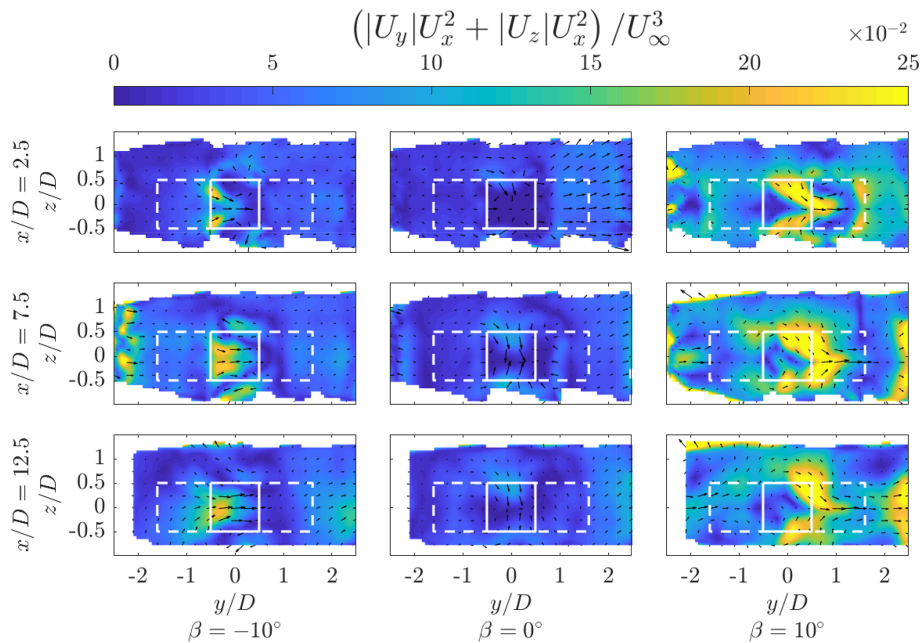 (|U_y|U_x^2 + |U_z|U_x^2) / U_∞^3
×10^-2
0 5 10 15 20 25
x/D = 2.5
z/D
1
0.5
0
-0.5
x/D = 7.5
z/D
1
0.5
0
-0.5
x/D = 12.5
z/D
1
0.5
0
-0.5
-2 -1 0 1 2 -2 -1 0 1 2 -2 -1 0 1 2
y/D y/D y/D
β = −10° β = 0° β = 10°